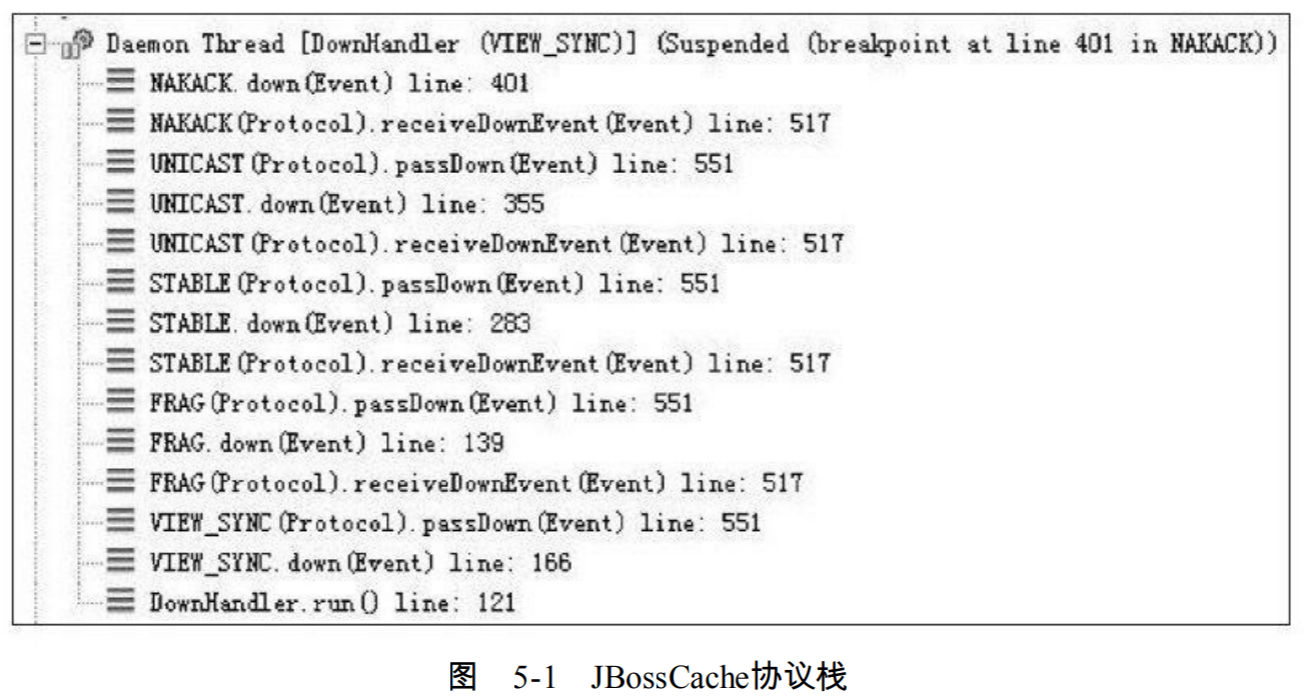 Daemon Thread [DownHandler (VIEW_SYNC)] (Suspended (breakpoint at line 401 in NAKACK))
NAKACK.down(Event) line: 401
NAKACK(Protocol).receiveDownEvent(Event) line: 517
UNICAST(Protocol).passDown(Event) line: 551
UNICAST.down(Event) line: 355
UNICAST(Protocol).receiveDownEvent(Event) line: 517
STABLE(Protocol).passDown(Event) line: 551
STABLE.down(Event) line: 283
STABLE(Protocol).receiveDownEvent(Event) line: 517
FRAG(Protocol).passDown(Event) line: 551
FRAG.down(Event) line: 139
FRAG(Protocol).receiveDownEvent(Event) line: 517
VIEW_SYNC(Protocol).passDown(Event) line: 551
VIEW_SYNC.down(Event) line: 166
DownHandler.run() line: 121
图 5-1 JBossCache协议栈